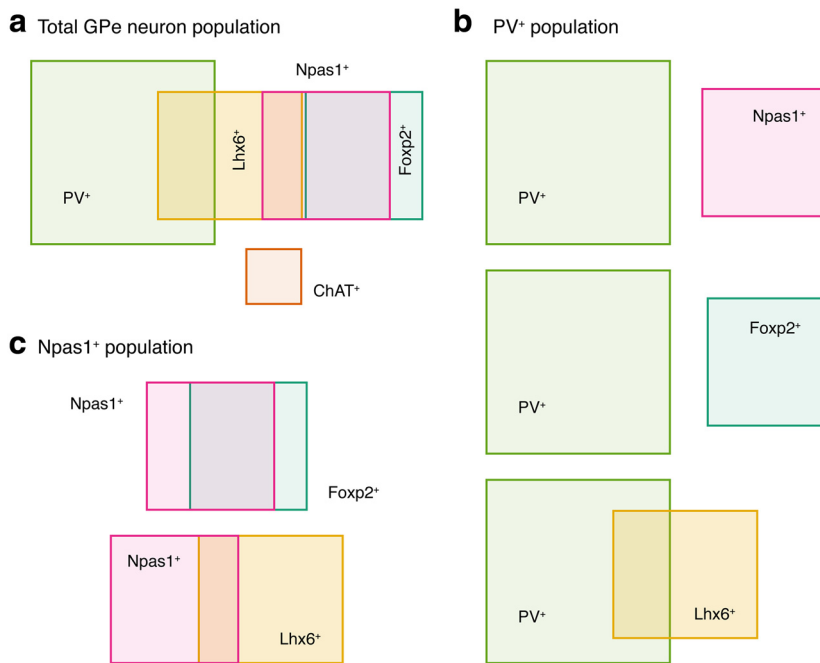 a Total GPe neuron population
Npas1⁺
Lhx6⁺
Foxp2⁺
PV⁺
ChAT⁺
b PV⁺ population
Npas1⁺
PV⁺
Foxp2⁺
PV⁺
Lhx6⁺
PV⁺
c Npas1⁺ population
Npas1⁺
Foxp2⁺
Npas1⁺
Lhx6⁺